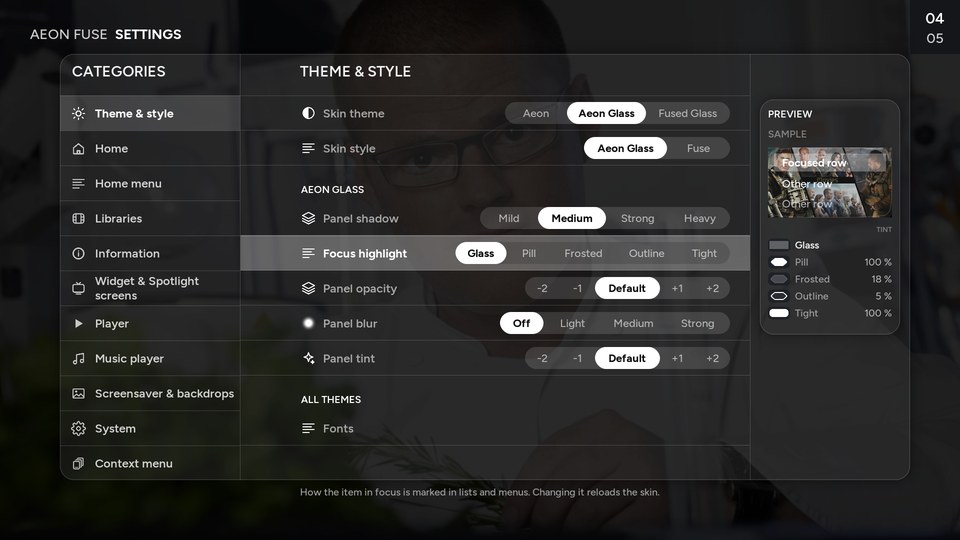 AEON FUSE SETTINGS
04
05
CATEGORIES
Theme & style
Home
Home menu
Libraries
Information
Widget & Spotlight
screens
Player
Music player
Screensaver & backdrops
System
Context menu
THEME & STYLE
Skin theme Aeon Aeon Glass Fused Glass
Skin style Aeon Glass Fuse
AEON GLASS
Panel shadow Mild Medium Strong Heavy
Focus highlight Glass Pill Frosted Outline Tight
Panel opacity -2 -1 Default +1 +2
Panel blur Off Light Medium Strong
Panel tint -2 -1 Default +1 +2
ALL THEMES
Fonts
PREVIEW
SAMPLE
Focused row
Other row
Other row
TINT
Glass
Pill 100 %
Frosted 18 %
Outline 5 %
Tight 100 %
How the item in focus is marked in lists and menus. Changing it reloads the skin.